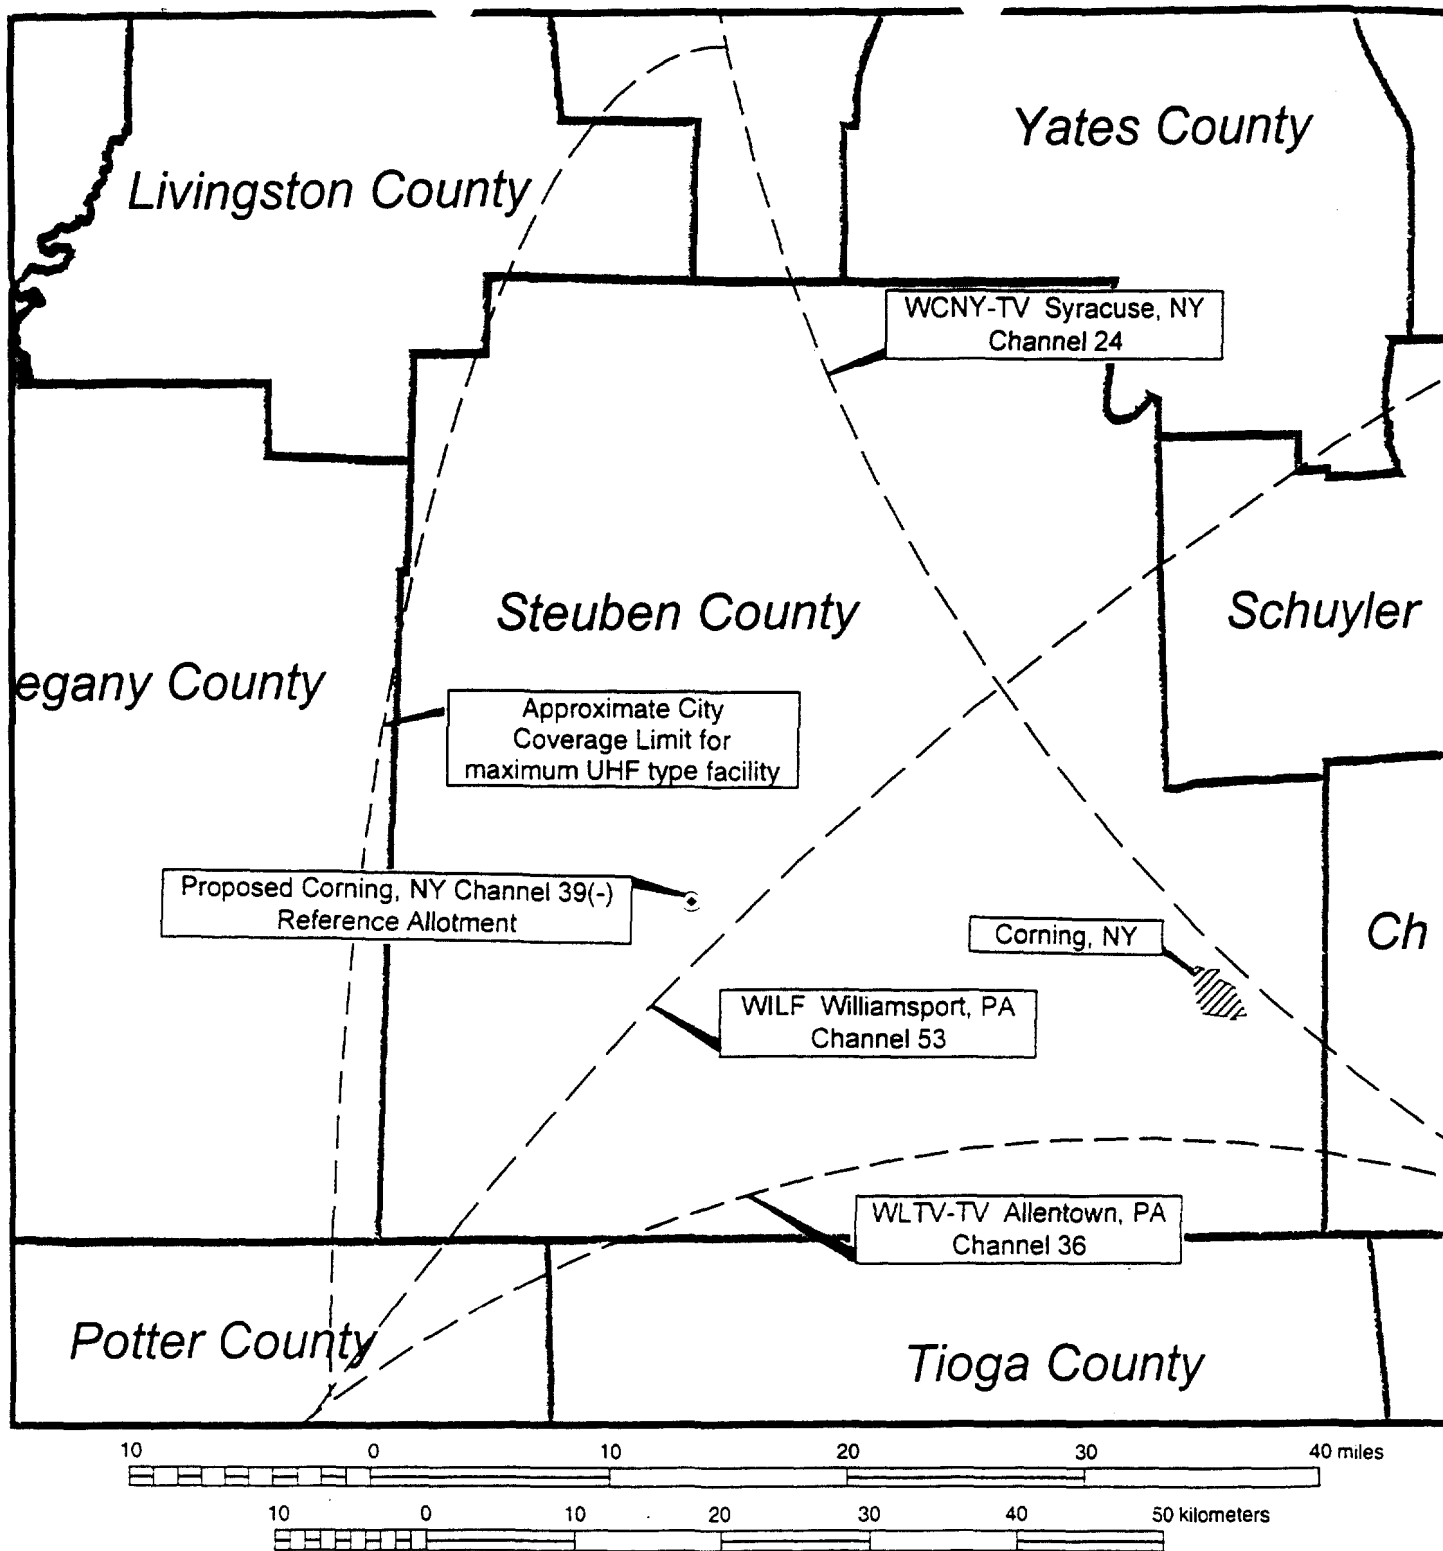 Yates County
Livingston County
WCNY-TV Syracuse, NY
Channel 24
Steuben County
Schuyler
egany County
Approximate City
Coverage Limit for
maximum UHF type facility
Proposed Corning, NY Channel 39(-)
Reference Allotment
Corning, NY
Ch
WILF Williamsport, PA
Channel 53
WLTV-TV Allentown, PA
Channel 36
Potter County
Tioga County
10 0 10 20 30 40 miles
10 0 10 20 30 40 50 kilometers